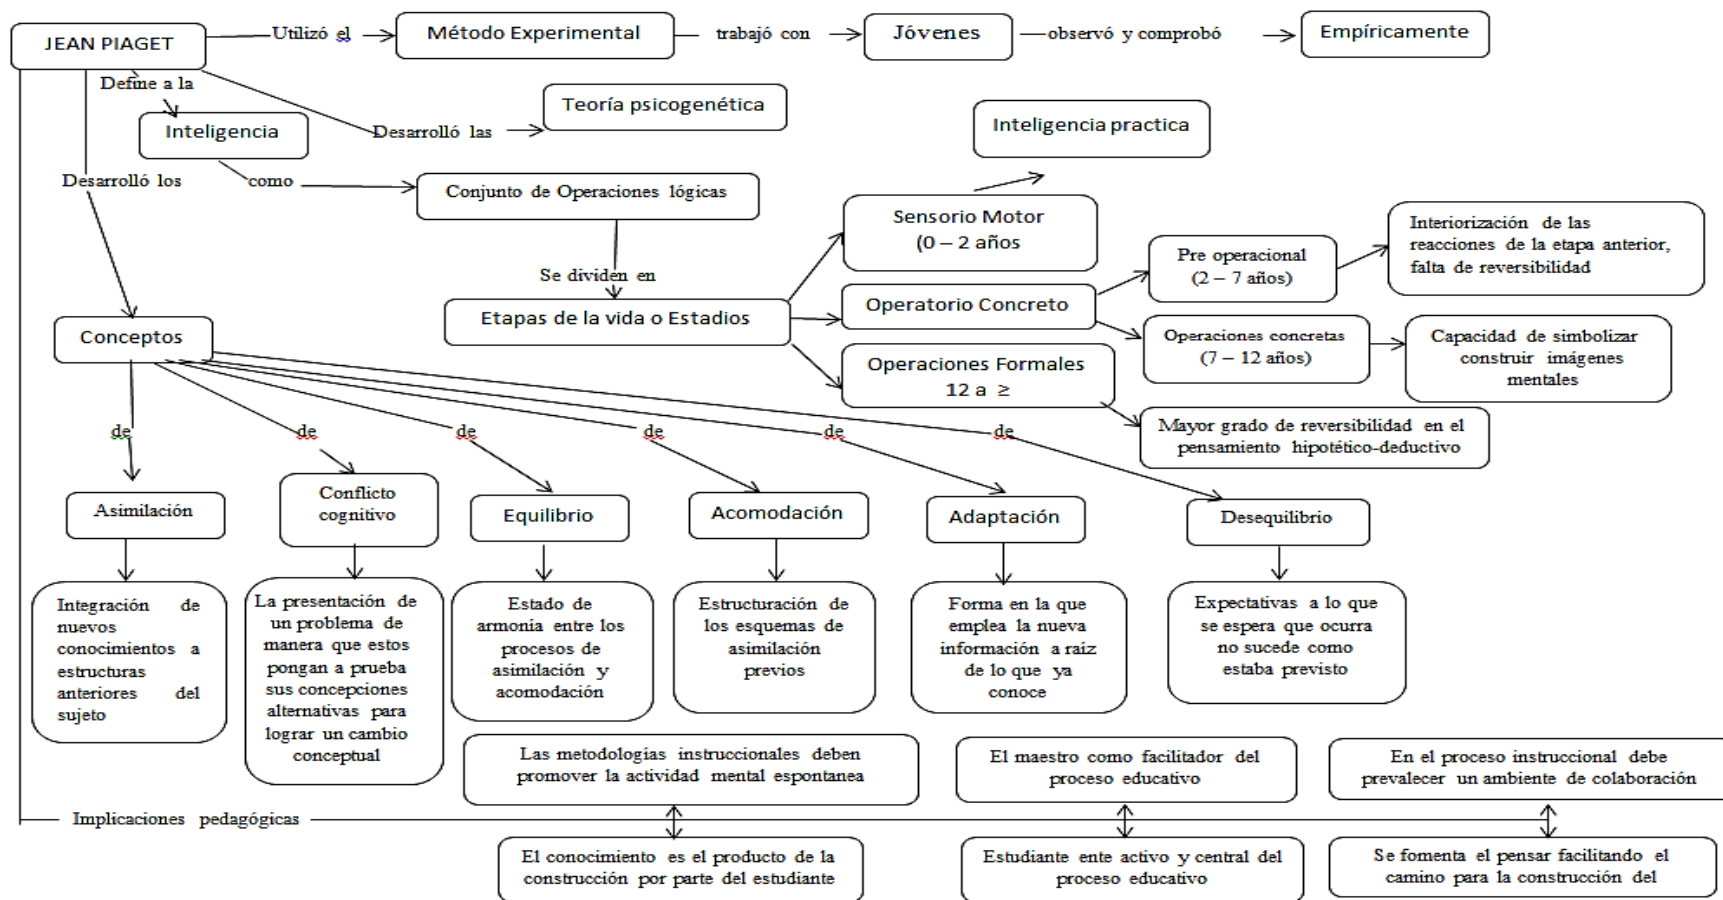 JEAN PIAGET
Utilizó el
Método Experimental
trabajó con
Jóvenes
observó y comprobó
Empíricamente
Define a la
Inteligencia
Desarrolló las
Teoría psicogenética
Inteligencia practica
Desarrolló los
como
Conjunto de Operaciones lógicas
Se dividen en
Etapas de la vida o Estadios
Sensorio Motor
(0 – 2 años
Operatorio Concreto
Pre operacional
(2 – 7 años)
Interiorización de las
reacciones de la etapa anterior,
falta de reversibilidad
Operaciones concretas
(7 – 12 años)
Capacidad de simbolizar
construir imágenes
mentales
Operaciones Formales
12 a ≥
Mayor grado de reversibilidad en el
pensamiento hipotético-deductivo
Conceptos
de
de
de
de
de
de
Asimilación
Conflicto
cognitivo
Equilibrio
Acomodación
Adaptación
Desequilibrio
Integración de
nuevos
conocimientos a
estructuras
anteriores del
sujeto
La presentación de
un problema de
manera que estos
pongan a prueba
sus concepciones
alternativas para
lograr un cambio
conceptual
Estado de
armonía entre los
procesos de
asimilación y
acomodación
Estructuración de
los esquemas de
asimilación
previos
Forma en la que
emplea la nueva
información a raíz
de lo que ya
conoce
Expectativas a lo que
se espera que ocurra
no sucede como
estaba previsto
Implicaciones pedagógicas
Las metodologías instruccionales deben
promover la actividad mental espontanea
El maestro como facilitador del
proceso educativo
En el proceso instruccional debe
prevalecer un ambiente de colaboración
El conocimiento es el producto de la
construcción por parte del estudiante
Estudiante ente activo y central del
proceso educativo
Se fomenta el pensar facilitando el
camino para la construcción del